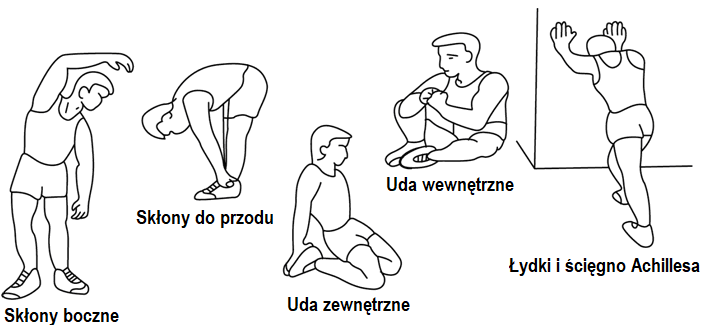 Skłony boczne
Skłony do przodu
Uda zewnętrzne
Uda wewnętrzne
Łydki i ścięgno Achillesa